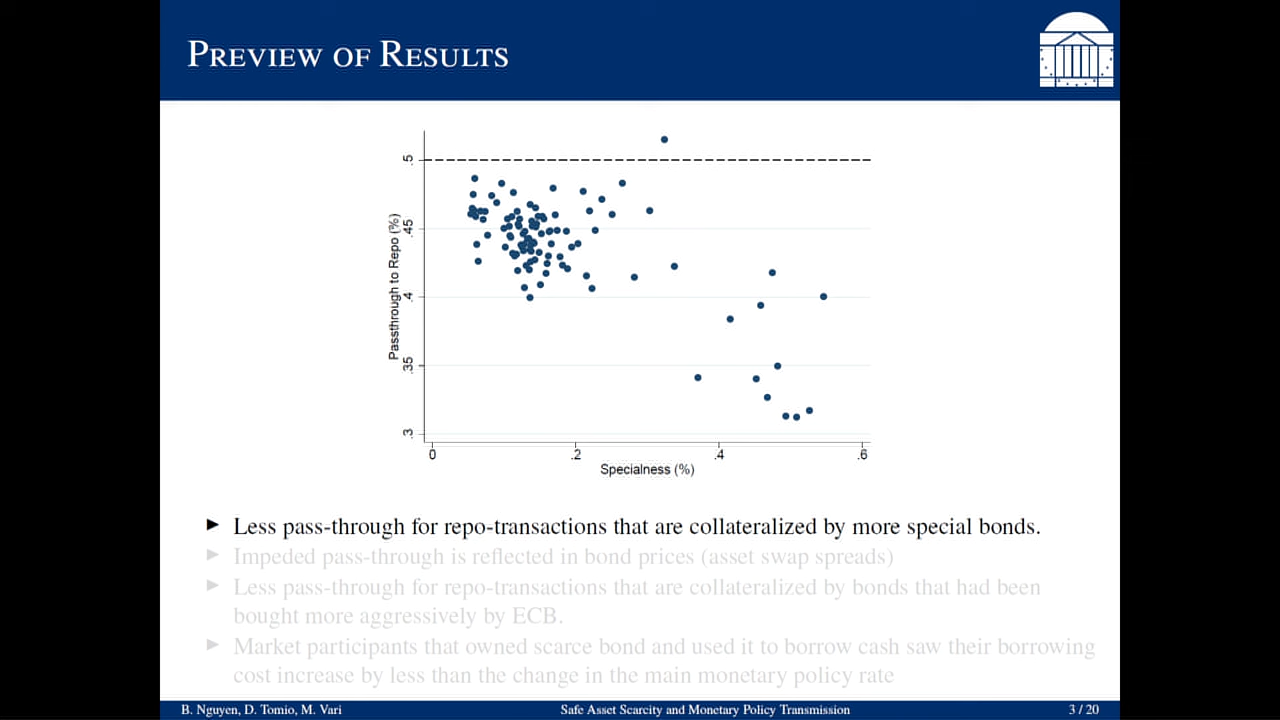 PREVIEW OF RESULTS
.5
.45
.4
.35
.3
Passthrough to Repo (%)
0
.2
.4
.6
Specialness (%)
Less pass-through for repo-transactions that are collateralized by more special bonds.
Impeded pass-through is reflected in bond prices (asset swap spreads)
Less pass-through for repo-transactions that are collateralized by bonds that had been
bought more aggressively by ECB.
Market participants that owned scarce bond and used it to borrow cash saw their borrowing
cost increase by less than the change in the main monetary policy rate
B. Nguyen, D. Tomio, M. Vari
Safe Asset Scarcity and Monetary Policy Transmission
3 / 20